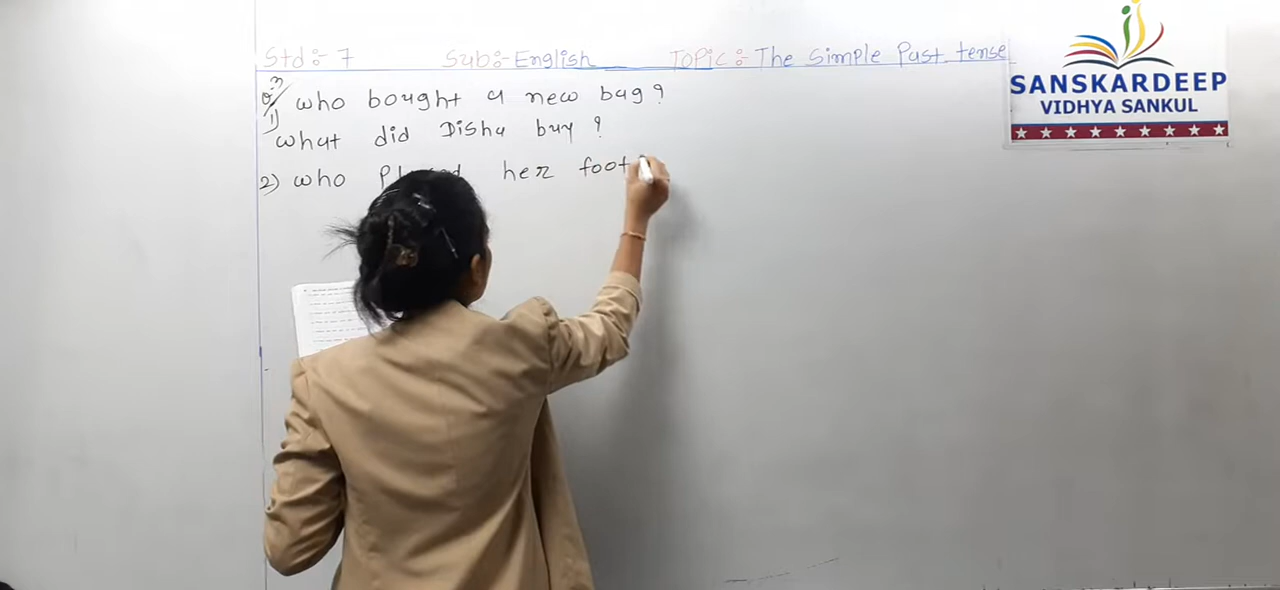 Std :- 7 Sub:- English Topic :- The Simple Past tense
Q.3
1) who bought a new bag ?
what did Disha buy ?
2) who her foot
SANSKARDEEP
VIDHYA SANKUL